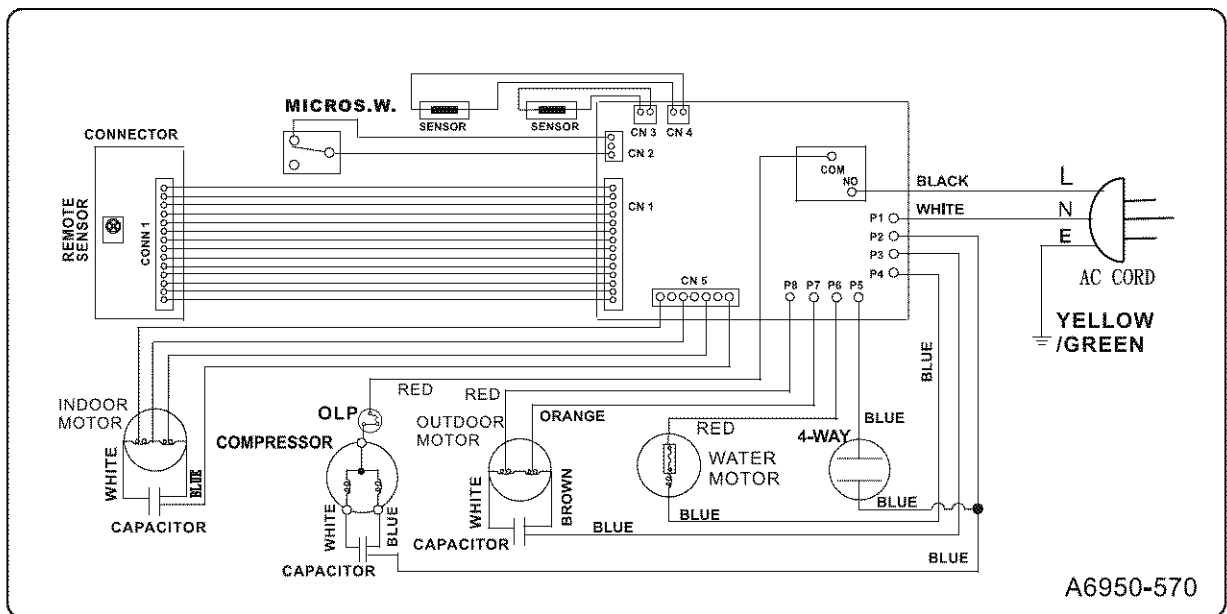 MICROS.W.
SENSOR
SENSOR
CN 3
CN 4
CONNECTOR
CN 2
COM
NO
REMOTE
SENSOR
CONN 1
CN 1
BLACK
L
WHITE
N
E
P1
P2
P3
P4
AC CORD
CN 5
P8
P7
P6
P5
YELLOW
/GREEN
BLUE
RED
RED
INDOOR
MOTOR
OLP
OUTDOOR
MOTOR
ORANGE
BLUE
RED
4-WAY
COMPRESSOR
WATER
MOTOR
WHITE
BLUE
WHITE
BROWN
BLUE
BLUE
CAPACITOR
WHITE
BLUE
CAPACITOR
BLUE
BLUE
CAPACITOR
A6950-570